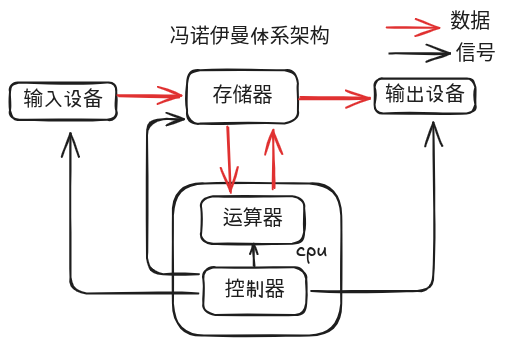 冯诺伊曼体系架构
数据
信号
输入设备
存储器
输出设备
运算器
cpu
控制器